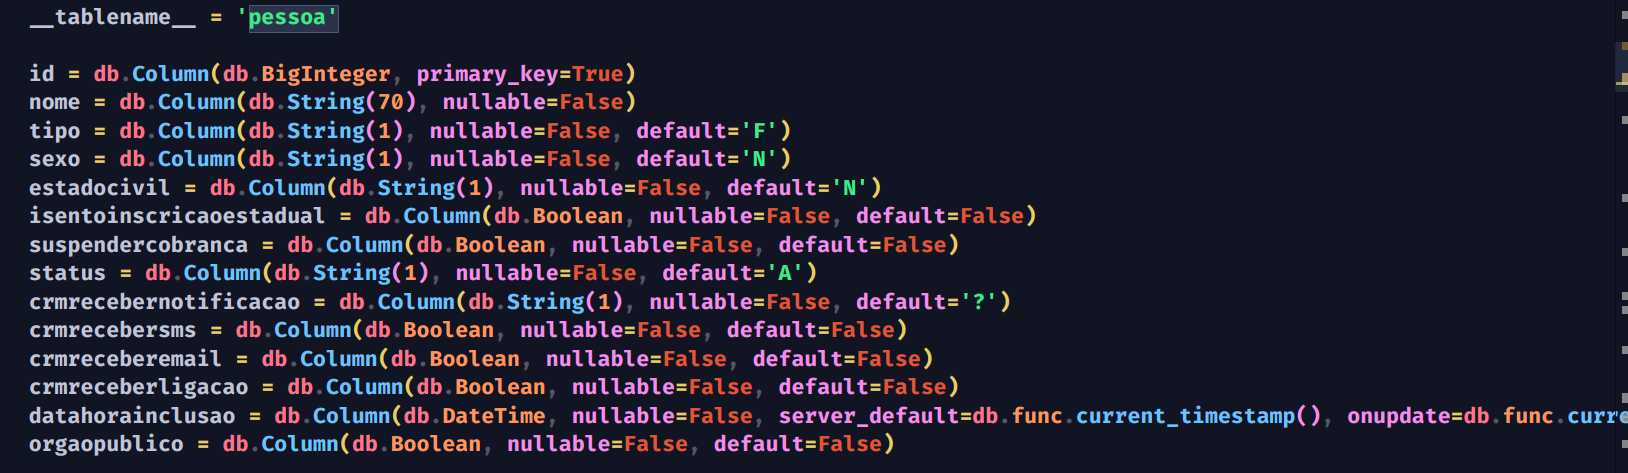 __tablename__ = 'pessoa'
id = db.Column(db.BigInteger, primary_key=True)
nome = db.Column(db.String(70), nullable=False)
tipo = db.Column(db.String(1), nullable=False, default='F')
sexo = db.Column(db.String(1), nullable=False, default='N')
estadocivil = db.Column(db.String(1), nullable=False, default='N')
isentoinscricaoestadual = db.Column(db.Boolean, nullable=False, default=False)
suspendercobranca = db.Column(db.Boolean, nullable=False, default=False)
status = db.Column(db.String(1), nullable=False, default='A')
crmrecebernotificacao = db.Column(db.String(1), nullable=False, default='?')
crmrecebersms = db.Column(db.Boolean, nullable=False, default=False)
crmreceberemail = db.Column(db.Boolean, nullable=False, default=False)
crmreceberligacao = db.Column(db.Boolean, nullable=False, default=False)
datahorainclusao = db.Column(db.DateTime, nullable=False, server_default=db.func.current_timestamp(), onupdate=db.func.curre
orgaopublico = db.Column(db.Boolean, nullable=False, default=False)